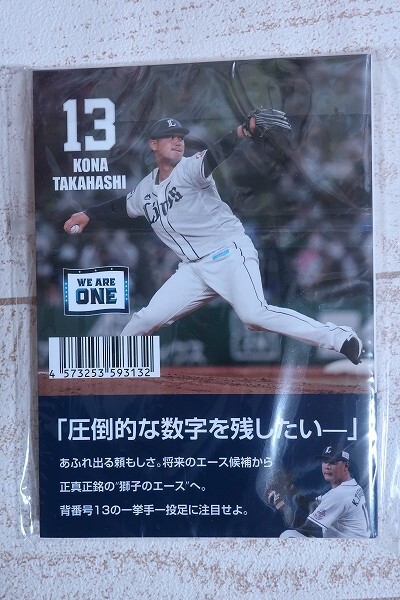 13
KONA
TAKAHASHI
Lions
WE ARE
ONE
4 573253 593132
「圧倒的な数字を残したい―」
あふれ出る頼もしさ。将来のエース候補から
正真正銘の"獅子のエース"へ。
背番号13の一挙手一投足に注目せよ。